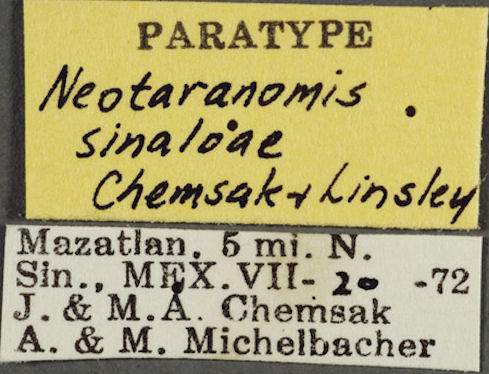 PARATYPE
Neotaranomis
sinaloae
Chemsak & Linsley
Mazatlan, 5 mi. N.
Sin., MEX. VII-20 -72
J. & M.A. Chemsak
A. & M. Michelbacher